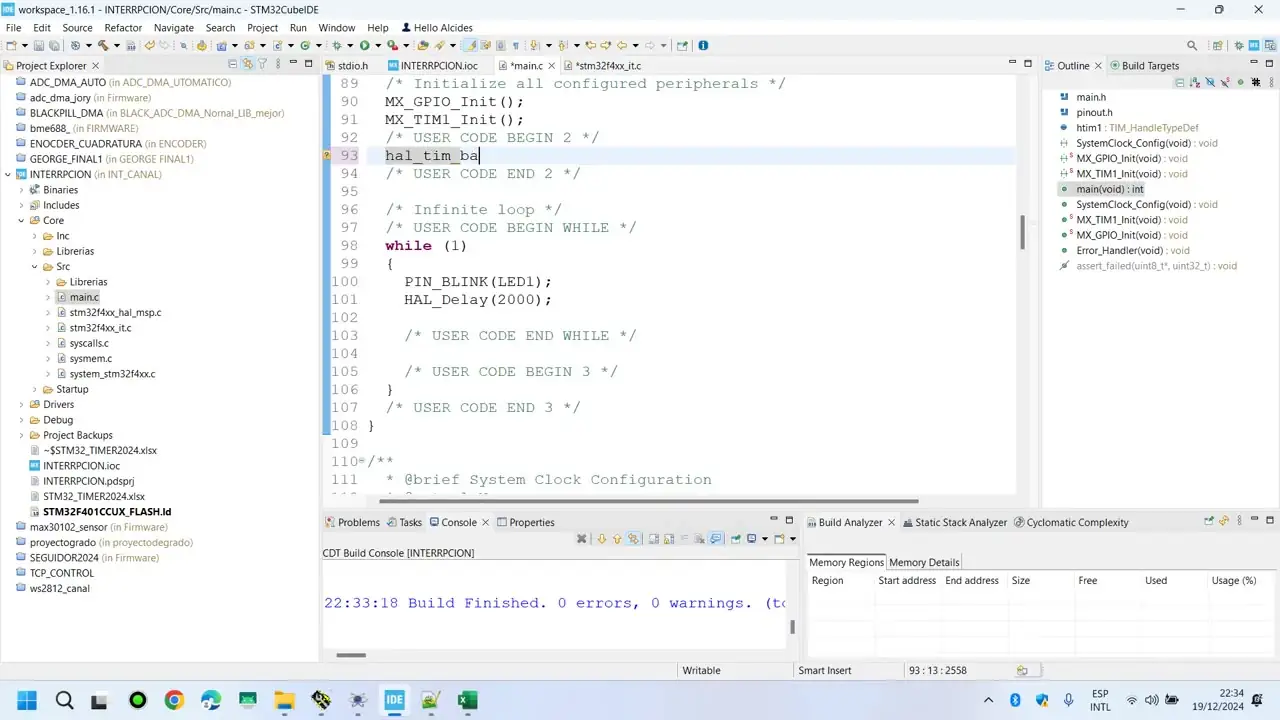 workspace_1.16.1 - INTERRPCION/Core/Src/main.c - STM32CubeIDE
File Edit Source Refactor Navigate Search Project Run Window Help Hello Alcides
Project Explorer
ADC_DMA_AUTO (in ADC_DMA_UTOMATICO)
adc_dma_jory (in Firmware)
BLACKPILL_DMA (in BLACK_ADC_DMA_Nornal_LIB_mejor)
bme688_ (in FIRMWARE)
ENOCDER_CUADRATURA (in ENCODER)
GEORGE_FINAL1 (in GEORGE FINAL1)
INTERRPCION (in INT_CANAL)
Binaries
Includes
Core
Inc
Librerias
Src
Librerias
main.c
stm32f4xx_hal_msp.c
stm32f4xx_it.c
syscalls.c
sysmem.c
system_stm32f4xx.c
Startup
Drivers
Debug
Project Backups
~$STM32_TIMER2024.xlsx
INTERRPCION.ioc
INTERRPCION.pdsprj
STM32_TIMER2024.xlsx
STM32F401CCUX_FLASH.ld
max30102_sensor (in Firmware)
proyectogrado (in proyectodegrado)
SEGUIDOR2024 (in Firmware)
TCP_CONTROL
ws2812_canal
stdio.h INTERRPCION.ioc *main.c *stm32f4xx_it.c
89 /* Initialize all configured peripherals */
90 MX_GPIO_Init();
91 MX_TIM1_Init();
92 /* USER CODE BEGIN 2 */
93 hal_tim_ba
94 /* USER CODE END 2 */
95
96 /* Infinite loop */
97 /* USER CODE BEGIN WHILE */
98 while (1)
99 {
100 PIN_BLINK(LED1);
101 HAL_Delay(2000);
102
103 /* USER CODE END WHILE */
104
105 /* USER CODE BEGIN 3 */
106 }
107 /* USER CODE END 3 */
108 }
109
110 /**
111 * @brief System Clock Configuration
Outline Build Targets
main.h
pinout.h
htim1 : TIM_HandleTypeDef
SystemClock_Config(void) : void
MX_GPIO_Init(void) : void
MX_TIM1_Init(void) : void
main(void) : int
SystemClock_Config(void) : void
MX_TIM1_Init(void) : void
MX_GPIO_Init(void) : void
Error_Handler(void) : void
assert_failed(uint8_t*, uint32_t) : void
Problems Tasks Console Properties
CDT Build Console [INTERRPCION]
22:33:18 Build Finished. 0 errors, 0 warnings. (to
Build Analyzer Static Stack Analyzer Cyclomatic Complexity
Memory Regions Memory Details
Region Start address End address Size Free Used Usage (%)
Writable Smart Insert 93 : 13 : 2558
IDE
ESP
INTL
22:34
19/12/2024